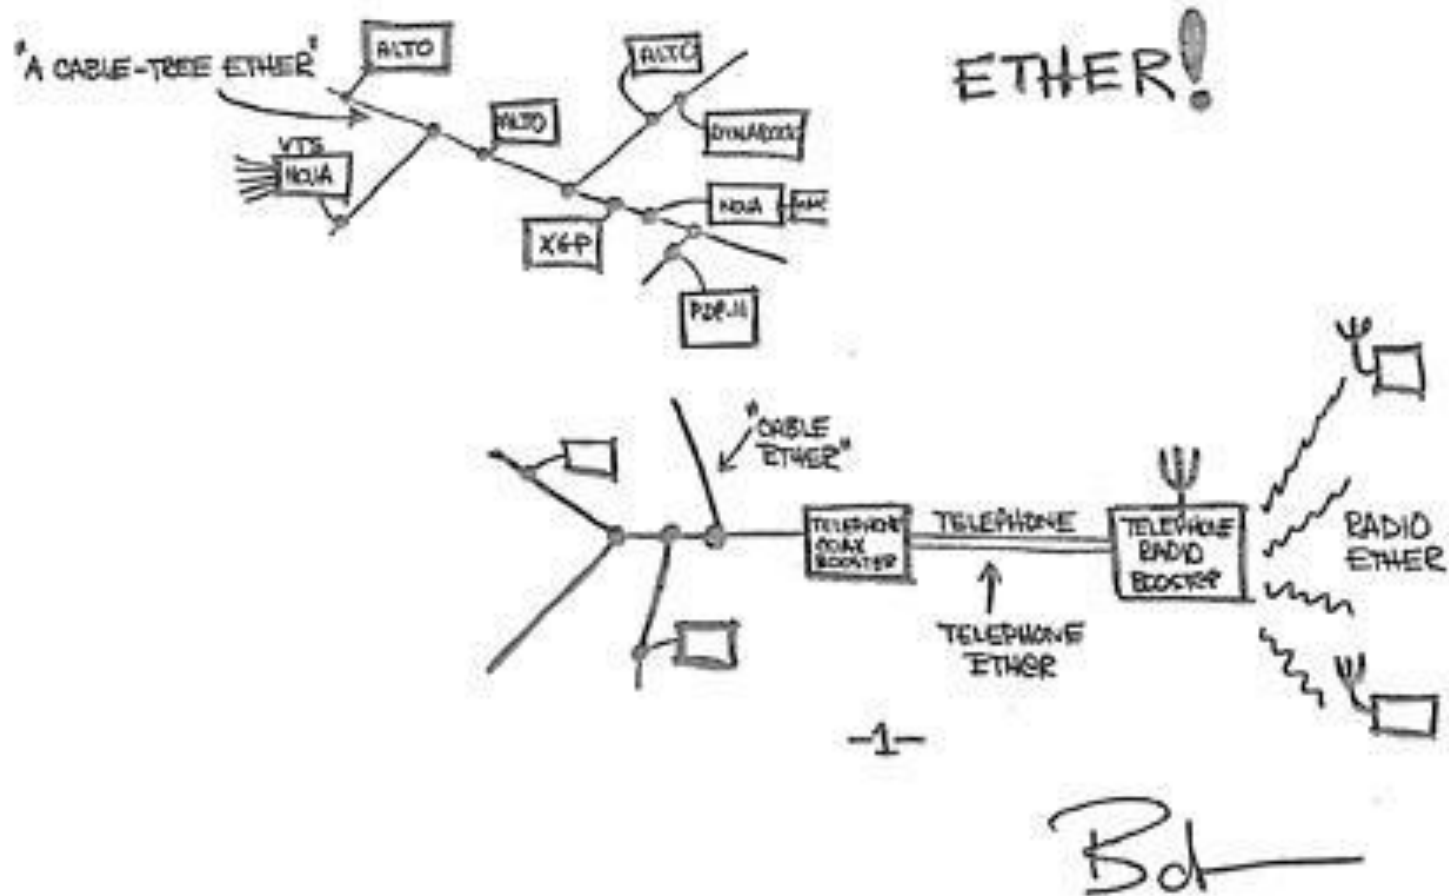 "A CABLE-TREE ETHER"
ALTO
ALTO
ETHER!
ALTO
DYNABOOK
VTS
NOVA
NOVA
XGP
PDP-11
"CABLE
ETHER"
TELEPHONE
COAX
BOOSTER
TELEPHONE
TELEPHONE
RADIO
BOOSTER
RADIO
ETHER
TELEPHONE
ETHER
-1-
Bob